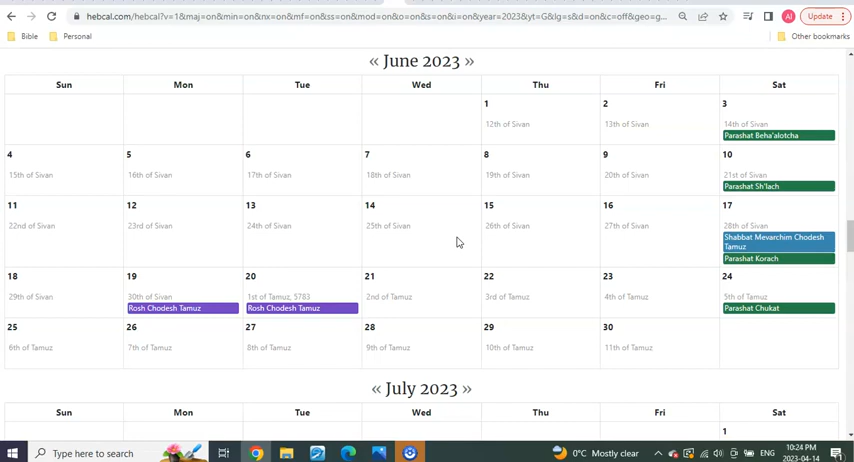 hebcal.com/hebcal?v=1&maj=on&min=on&nx=on&mf=on&ss=on&mod=on&o=on&s=on&i=on&year=2023&yt=G&lg=s&d=on&c=off&geo=g...
AI
Update
Bible
Personal
Other bookmarks
« June 2023 »
Sun Mon Tue Wed Thu Fri Sat
1 2 3
12th of Sivan 13th of Sivan 14th of Sivan
Parashat Beha'alotcha
4 5 6 7 8 9 10
15th of Sivan 16th of Sivan 17th of Sivan 18th of Sivan 19th of Sivan 20th of Sivan 21st of Sivan
Parashat Sh'lach
11 12 13 14 15 16 17
22nd of Sivan 23rd of Sivan 24th of Sivan 25th of Sivan 26th of Sivan 27th of Sivan 28th of Sivan
Shabbat Mevarchim Chodesh
Tamuz
Parashat Korach
18 19 20 21 22 23 24
29th of Sivan 30th of Sivan 1st of Tamuz, 5783 2nd of Tamuz 3rd of Tamuz 4th of Tamuz 5th of Tamuz
Rosh Chodesh Tamuz Rosh Chodesh Tamuz Parashat Chukat
25 26 27 28 29 30
6th of Tamuz 7th of Tamuz 8th of Tamuz 9th of Tamuz 10th of Tamuz 11th of Tamuz
« July 2023 »
Sun Mon Tue Wed Thu Fri Sat
1
Type here to search
0°C Mostly clear
ENG
10:24 PM
2023-04-14